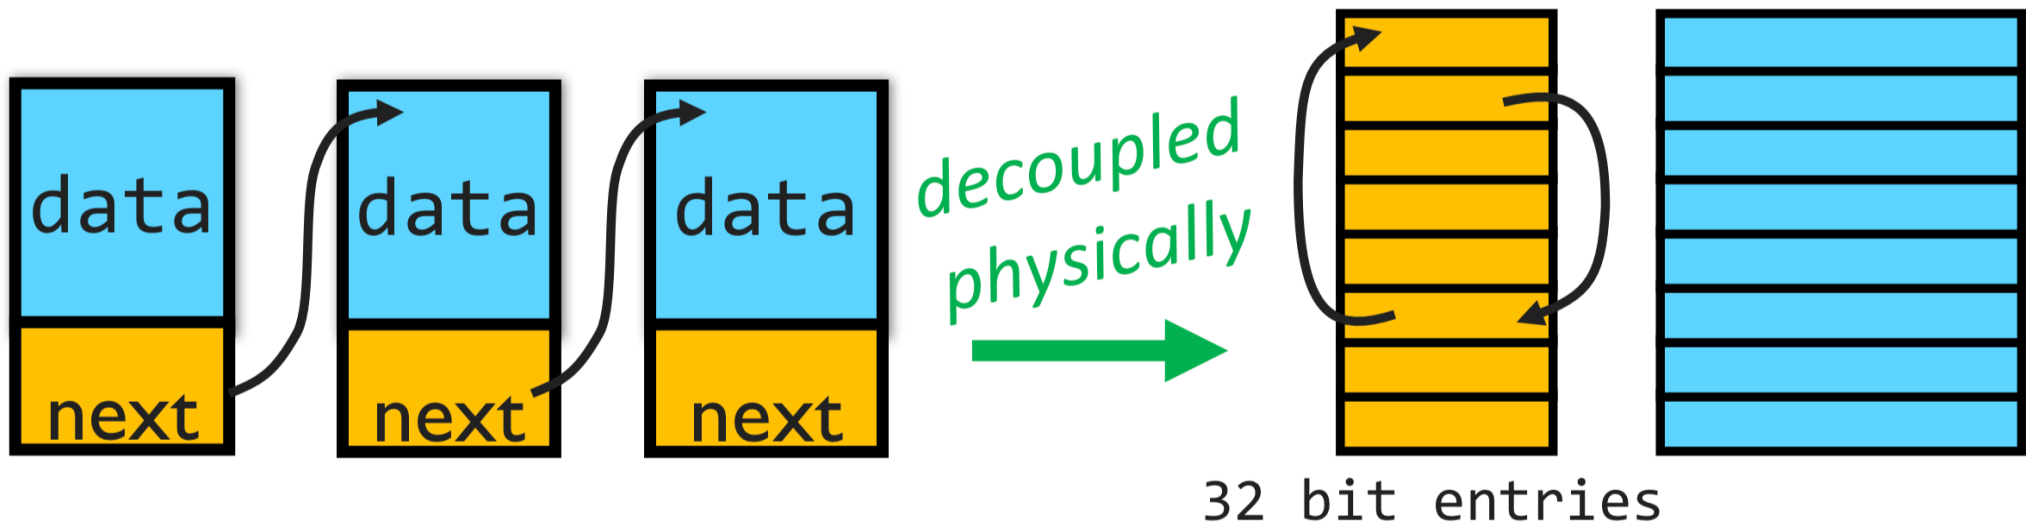 data
next
data
next
data
next
decoupled
physically
32 bit entries